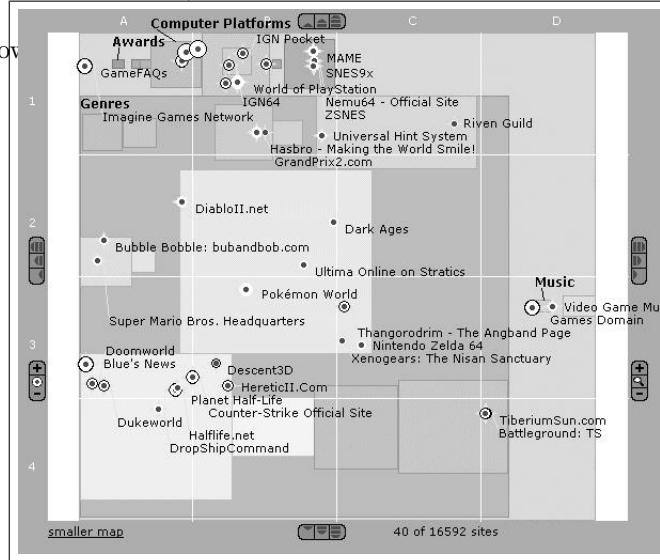 A
C
D
Computer Platforms
Awards
IGN Pocket
GameFAQs
MAME
SNES9x
World of PlayStation
IGN64
Nemu64 - Official Site
ZSNES
1
Genres
Imagine Games Network
Riven Guild
Universal Hint System
Hasbro - Making the World Smile!
GrandPrix2.com
DiabloII.net
2
Dark Ages
Bubble Bobble: bubandbob.com
Ultima Online on Stratics
Music
Pokémon World
Video Game Mu
Games Domain
Super Mario Bros. Headquarters
Thangorodrim - The Angband Page
3
Nintendo Zelda 64
Doomworld
Xenogears: The Nisan Sanctuary
Blue's News
Descent3D
HereticII.Com
Planet Half-Life
Counter-Strike Official Site
Dukeworld
TiberiumSun.com
Battleground: TS
Halflife.net
DropShipCommand
4
smaller map
40 of 16592 sites